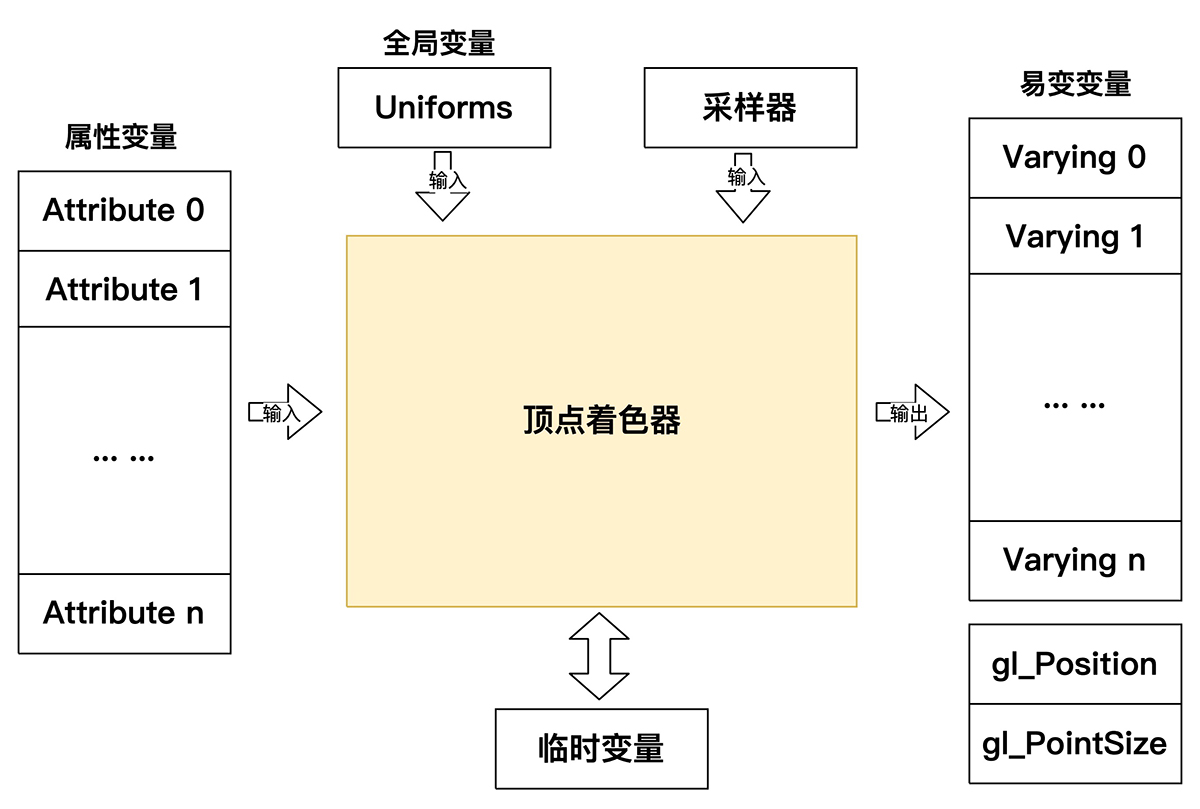 全局变量
Uniforms
输入
采样器
输入
属性变量
Attribute 0
Attribute 1
... ...
Attribute n
输入
顶点着色器
输出
临时变量
易变变量
Varying 0
Varying 1
... ...
Varying n
gl_Position
gl_PointSize